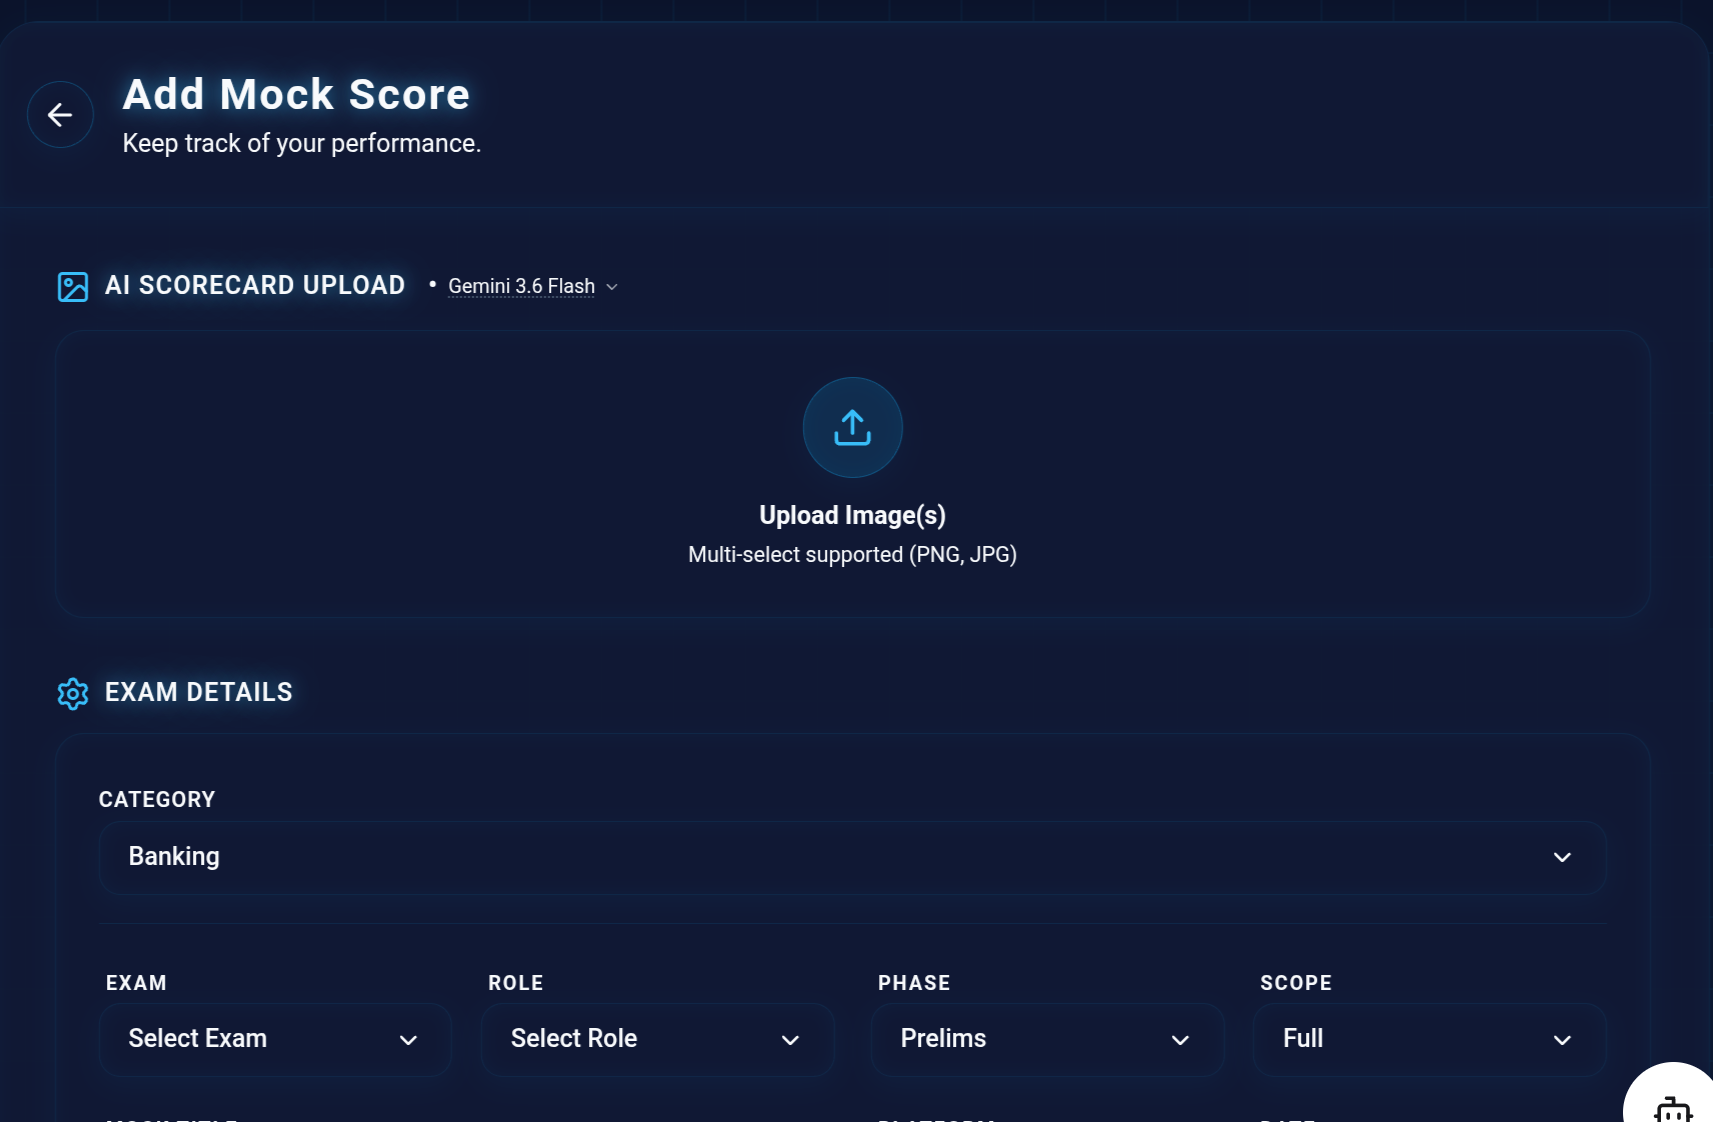 Add Mock Score
Keep track of your performance.
AI SCORECARD UPLOAD • Gemini 3.6 Flash
Upload Image(s)
Multi-select supported (PNG, JPG)
EXAM DETAILS
CATEGORY
Banking
EXAM ROLE PHASE SCOPE
Select Exam Select Role Prelims Full